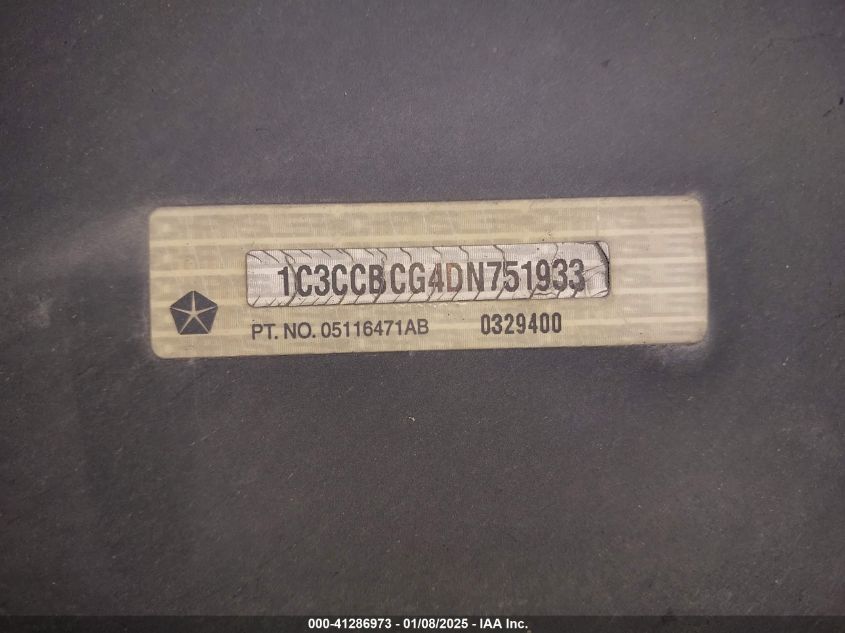 1C3CCBCG4DN751933
PT. NO. 05116471AB 0329400
000-41286973 - 01/08/2025 - IAA Inc.